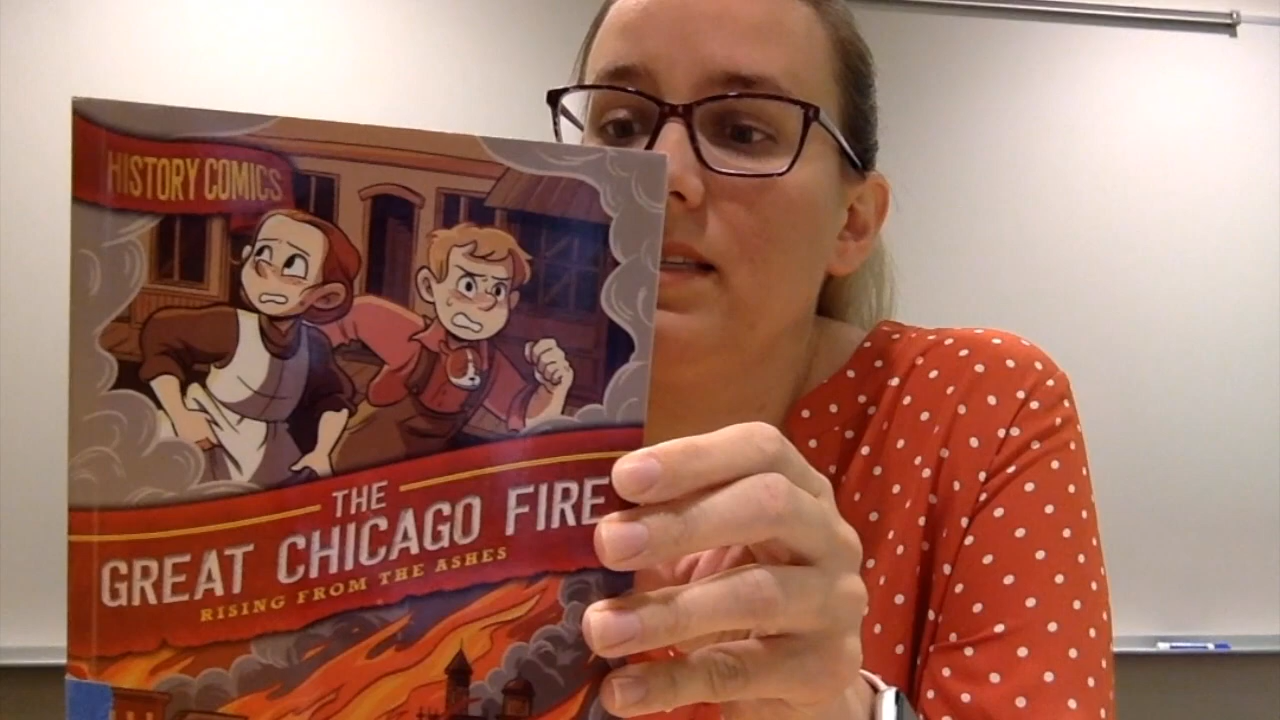 HISTORY COMICS
THE
GREAT CHICAGO FIRE
RISING FROM THE ASHES